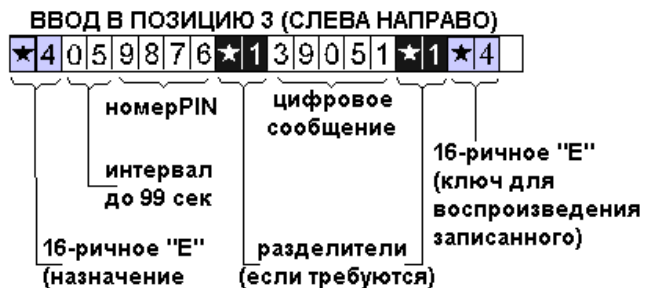 ВВОД В ПОЗИЦИЮ 3 (СЛЕВА НАПРАВО)
★ 4 0 5 9 8 7 6 ★ 1 3 9 0 5 1 ★ 1 ★ 4
номерPIN
цифровое
сообщение
интервал
до 99 сек
16-ричное "Е"
(ключ для
воспроизведения
записанного)
16-ричное "Е"
(назначение
разделители
(если требуются)